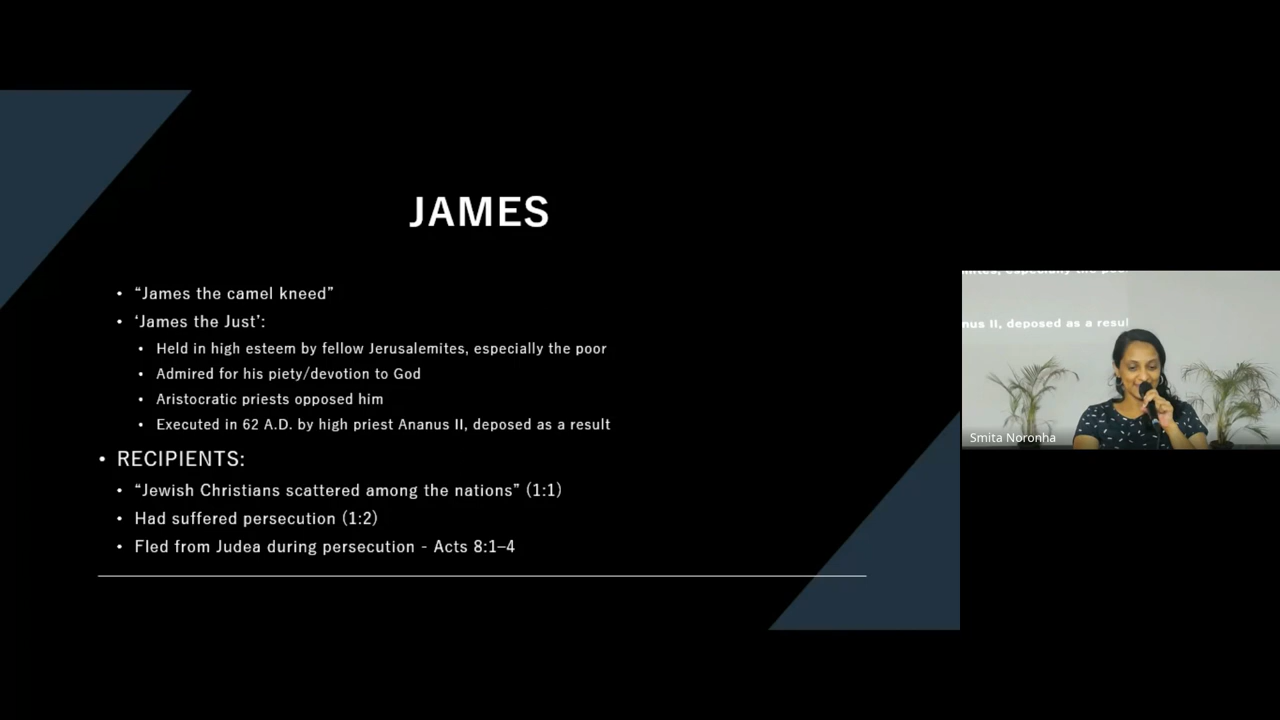 JAMES
• “James the camel kneed”
• ‘James the Just’:
• Held in high esteem by fellow Jerusalemites, especially the poor
• Admired for his piety/devotion to God
• Aristocratic priests opposed him
• Executed in 62 A.D. by high priest Ananus II, deposed as a result
• RECIPIENTS:
• “Jewish Christians scattered among the nations” (1:1)
• Had suffered persecution (1:2)
• Fled from Judea during persecution - Acts 8:1–4
especially the
nus II, deposed as a resul
Smita Noronha